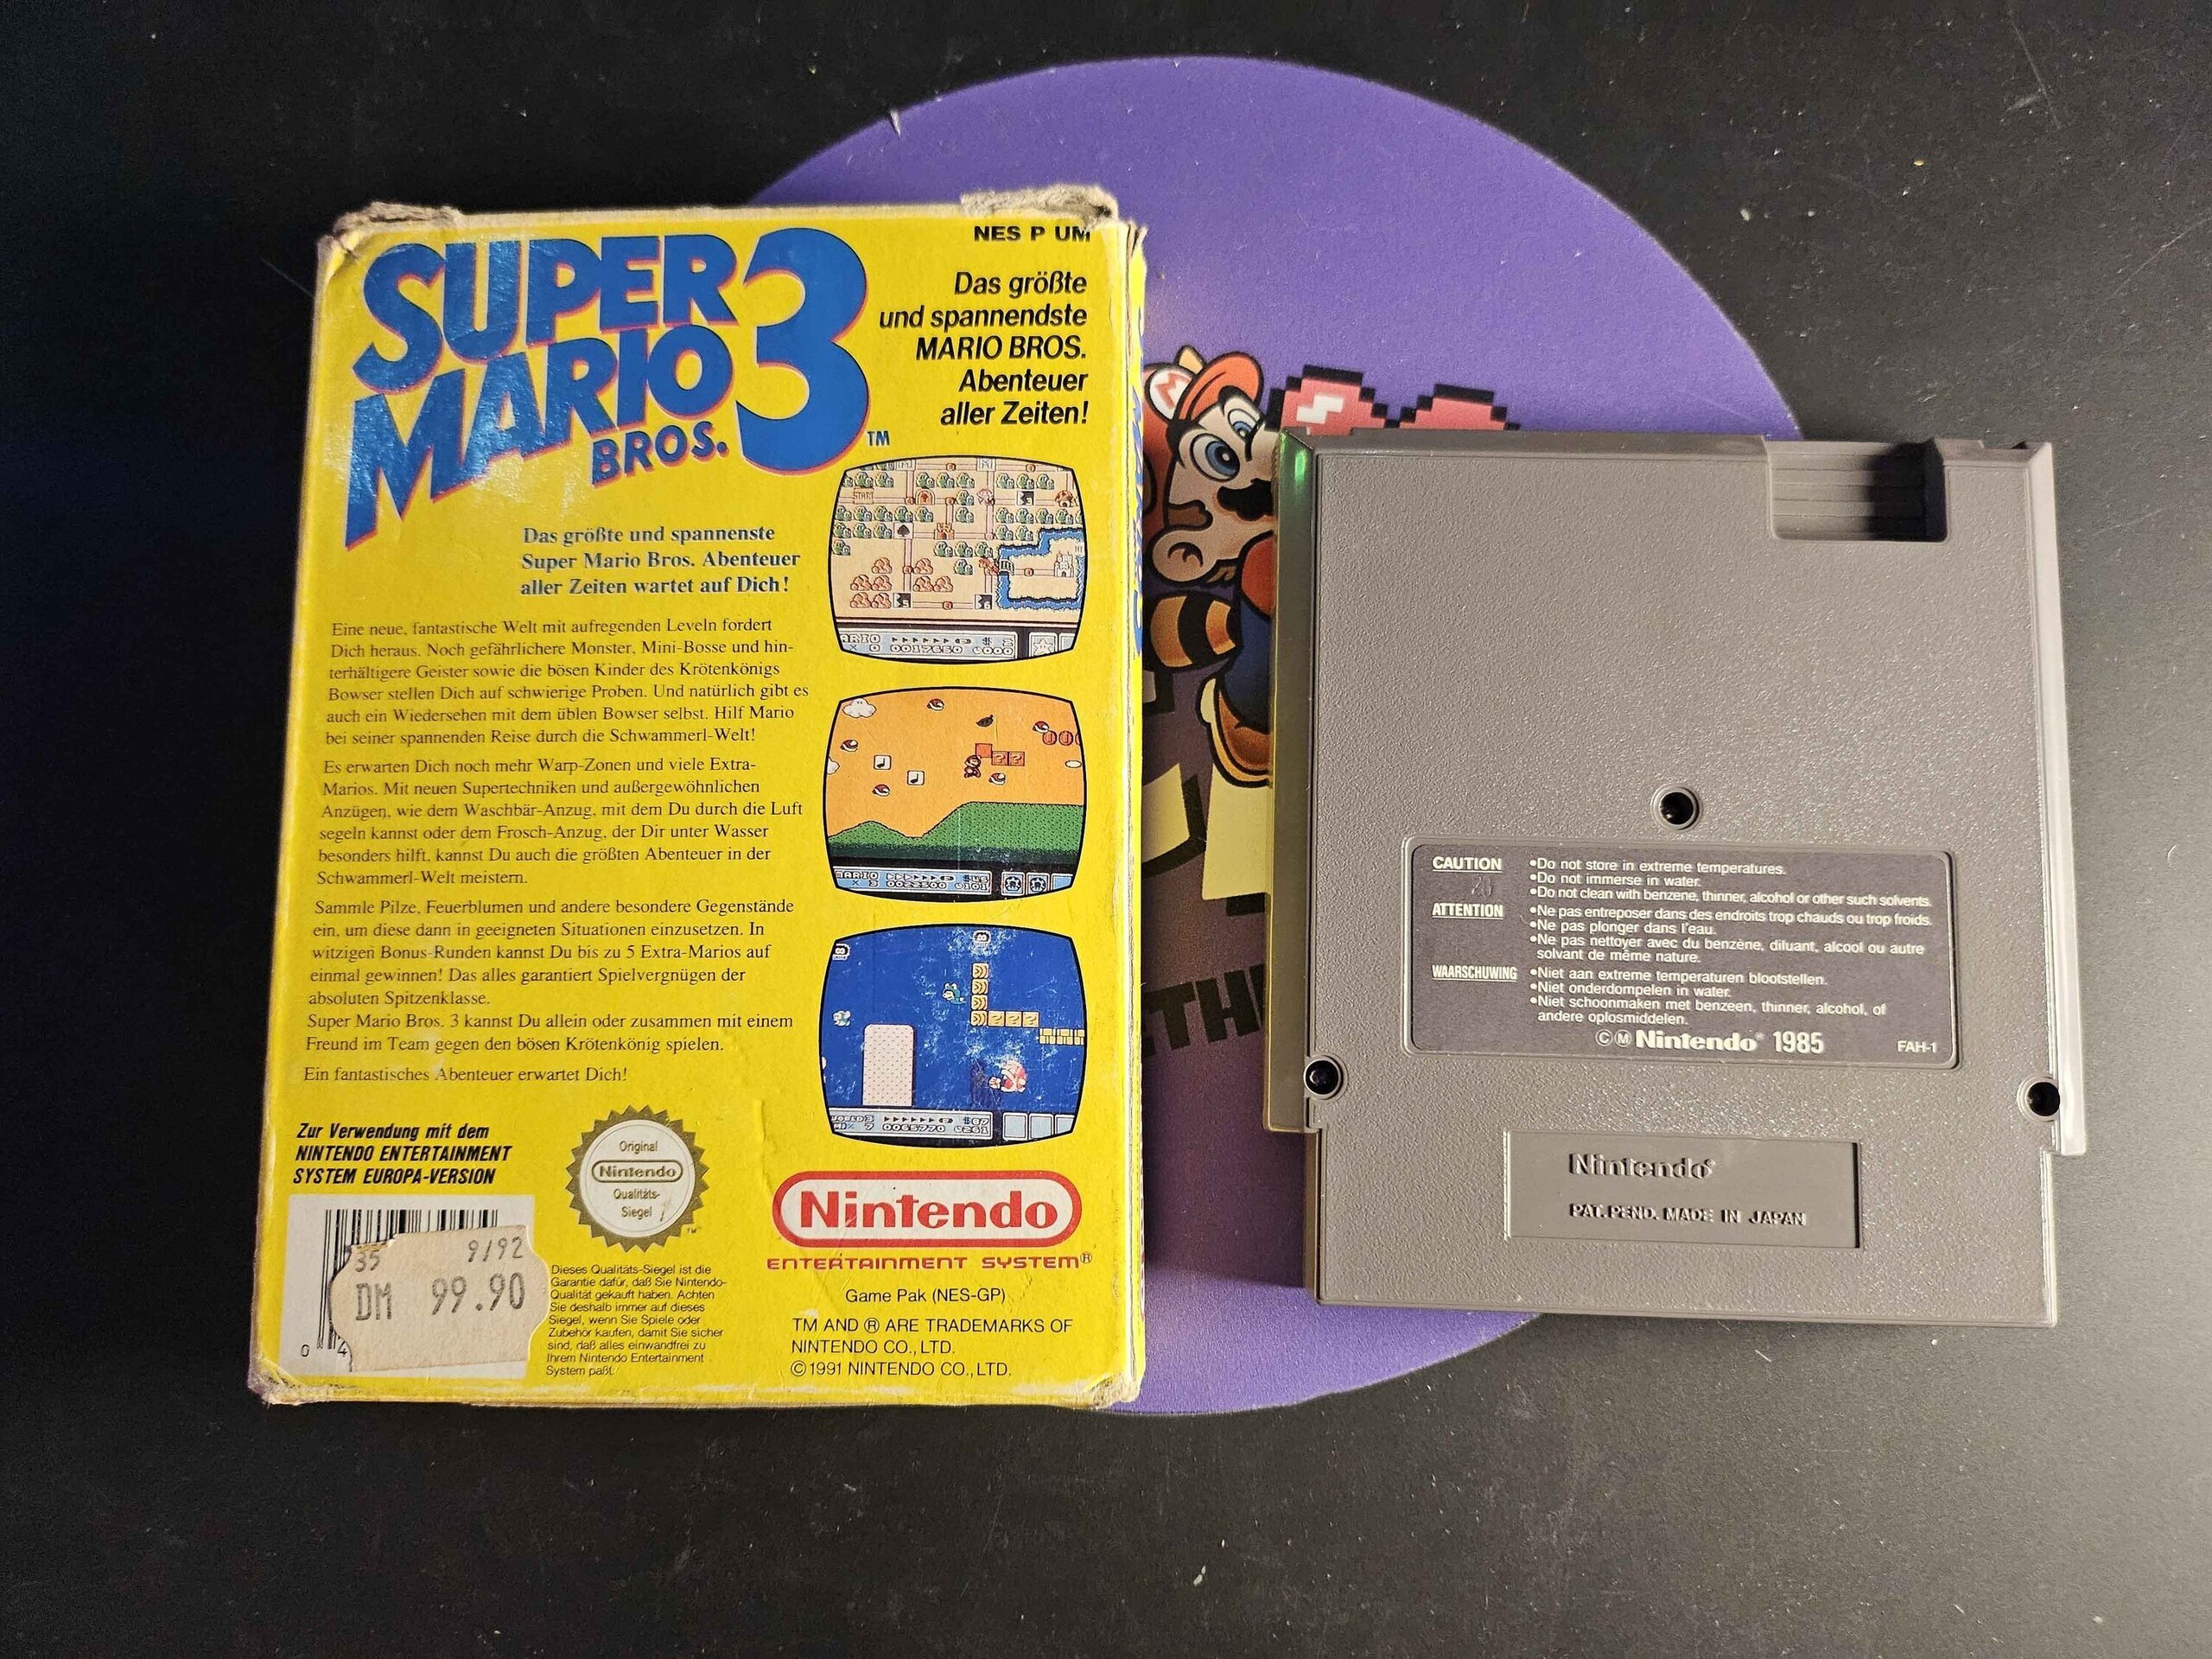 SUPER
MARIO
BROS. 3 TM
NES P UM
Das größte
und spannendste
MARIO BROS.
Abenteuer
aller Zeiten!
Das größte und spannenste
Super Mario Bros. Abenteuer
aller Zeiten wartet auf Dich!
Eine neue, fantastische Welt mit aufregenden Leveln fordert
Dich heraus. Noch gefährlichere Monster, Mini-Bosse und hin-
terhältigere Geister sowie die bösen Kinder des Krötenkönigs
Bowser stellen Dich auf schwierige Proben. Und natürlich gibt es
auch ein Wiedersehen mit dem üblen Bowser selbst. Hilf Mario
bei seiner spannenden Reise durch die Schwammerl-Welt!
Es erwarten Dich noch mehr Warp-Zonen und viele Extra-
Marios. Mit neuen Supertechniken und außergewöhnlichen
Anzügen, wie dem Waschbär-Anzug, mit dem Du durch die Luft
segeln kannst oder dem Frosch-Anzug, der Dir unter Wasser
besonders hilft, kannst Du auch die größten Abenteuer in der
Schwammerl-Welt meistern.
Sammle Pilze, Feuerblumen und andere besondere Gegenstände
ein, um diese dann in geeigneten Situationen einzusetzen. In
witzigen Bonus-Runden kannst Du bis zu 5 Extra-Marios auf
einmal gewinnen! Das alles garantiert Spielvergnügen der
absoluten Spitzenklasse.
Super Mario Bros. 3 kannst Du allein oder zusammen mit einem
Freund im Team gegen den bösen Krötenkönig spielen.
Ein fantastisches Abenteuer erwartet Dich!
START
ARIO
0 0017650
ARIO
3 0022500
7 0065770
Zur Verwendung mit dem
NINTENDO ENTERTAINMENT
SYSTEM EUROPA-VERSION
Original
Nintendo
Qualitäts-
Siegel
TM
35 9/92
DM 99.90
0 4
Dieses Qualitäts-Siegel ist die
Garantie dafür, daß Sie Nintendo-
Qualität gekauft haben. Achten
Sie deshalb immer auf dieses
Siegel, wenn Sie Spiele oder
Zubehör kaufen, damit Sie sicher
sind, daß alles einwandfrei zu
Ihrem Nintendo Entertainment
System paßt.
Nintendo
ENTERTAINMENT SYSTEM®
Game Pak (NES-GP)
TM AND ® ARE TRADEMARKS OF
NINTENDO CO., LTD.
©1991 NINTENDO CO., LTD.
M
TH
CAUTION
20
•Do not store in extreme temperatures.
•Do not immerse in water.
•Do not clean with benzene, thinner, alcohol or other such solvents.
ATTENTION
•Ne pas entreposer dans des endroits trop chauds ou trop froids.
•Ne pas plonger dans l'eau.
•Ne pas nettoyer avec du benzène, diluant, alcool ou autre
solvant de même nature.
WAARSCHUWING
•Niet aan extreme temperaturen blootstellen.
•Niet onderdompelen in water.
•Niet schoonmaken met benzeen, thinner, alcohol, of
andere oplosmiddelen.
©Ⓜ Nintendo® 1985
FAH-1
Nintendo®
PAT. PEND. MADE IN JAPAN